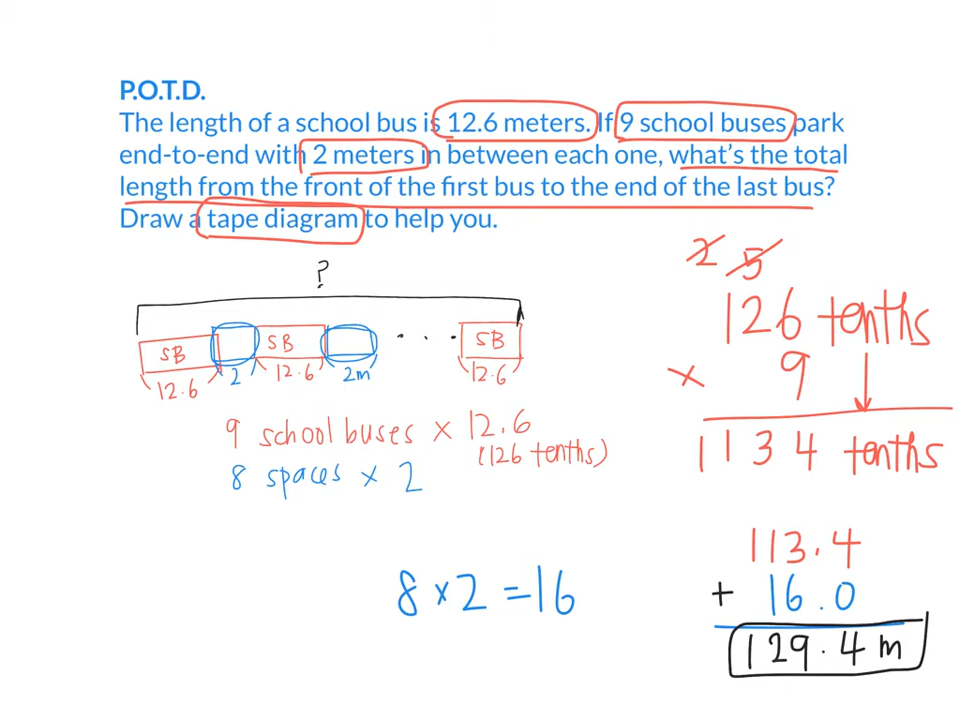 P.O.T.D.
The length of a school bus is 12.6 meters. If 9 school buses park
end-to-end with 2 meters in between each one, what's the total
length from the front of the first bus to the end of the last bus?
Draw a tape diagram to help you.
?
SB SB . . . SB
12.6 2 12.6 2m 12.6
9 school buses × 12.6
(126 tenths)
8 spaces × 2
8 × 2 = 16
2 5
126 tenths
× 9
1134 tenths
113.4
+ 16.0
129.4 m